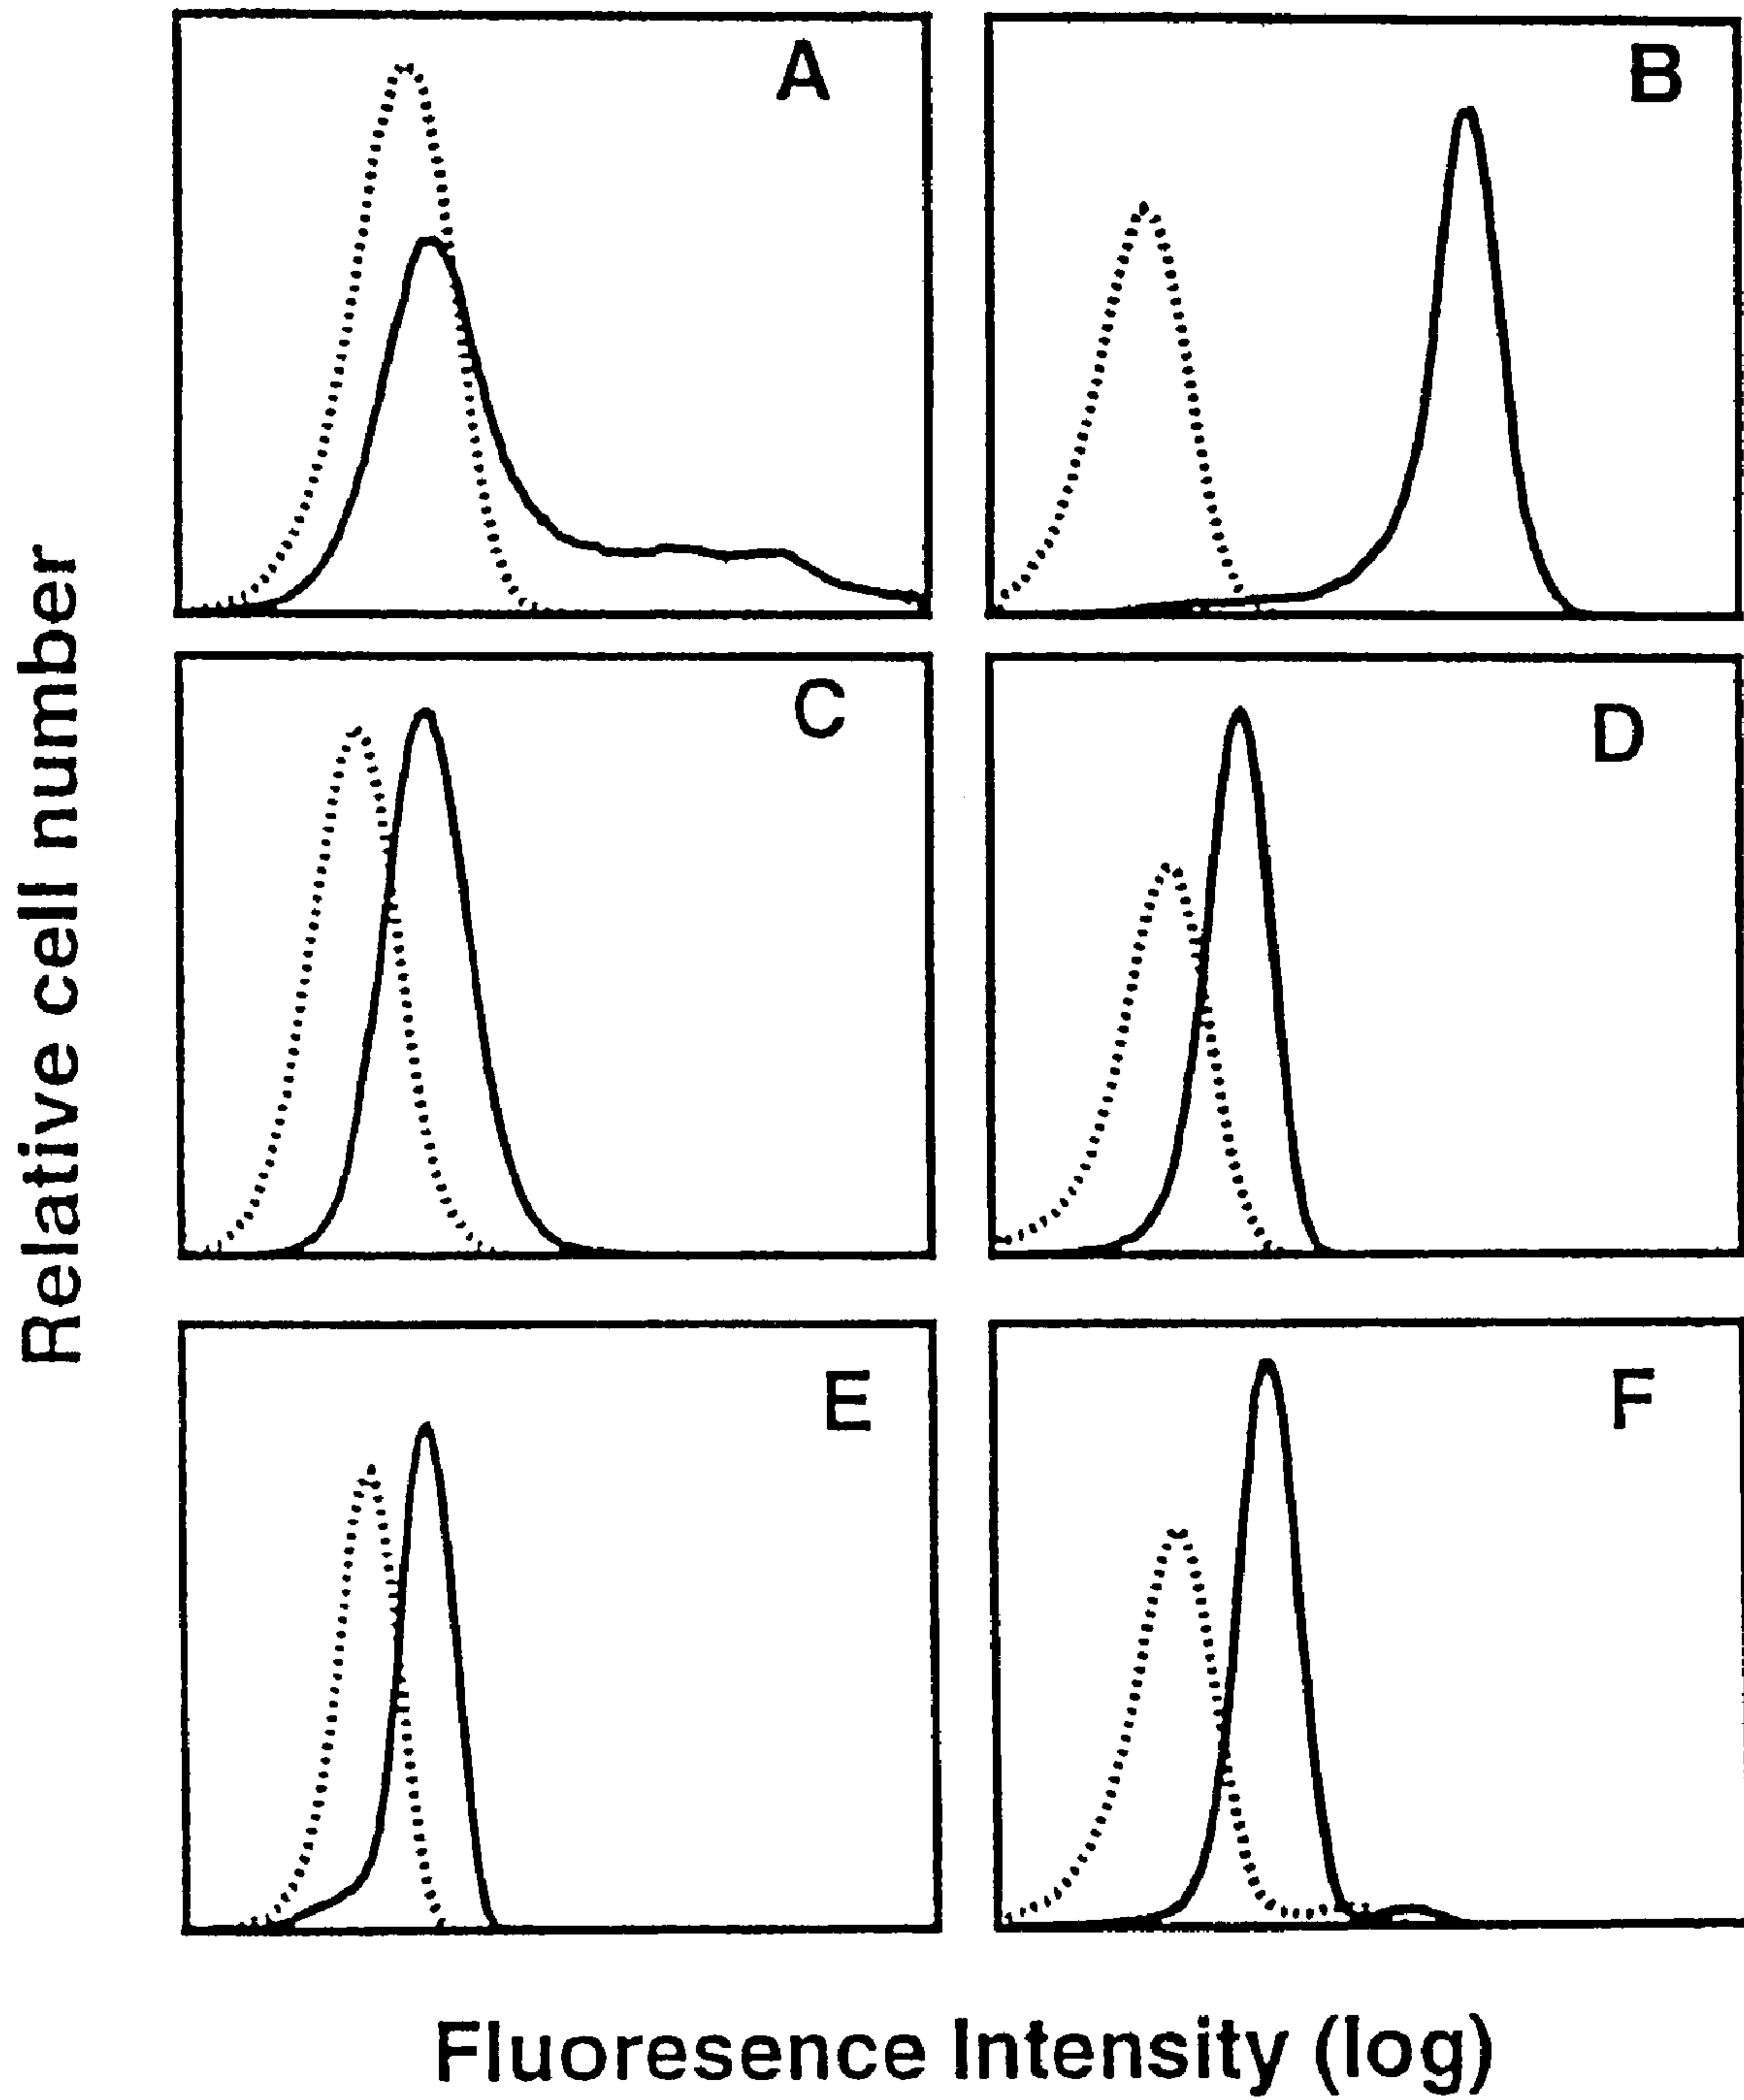 A
B
Relative cell number
C
D
E
F
Fluoresence Intensity (log)